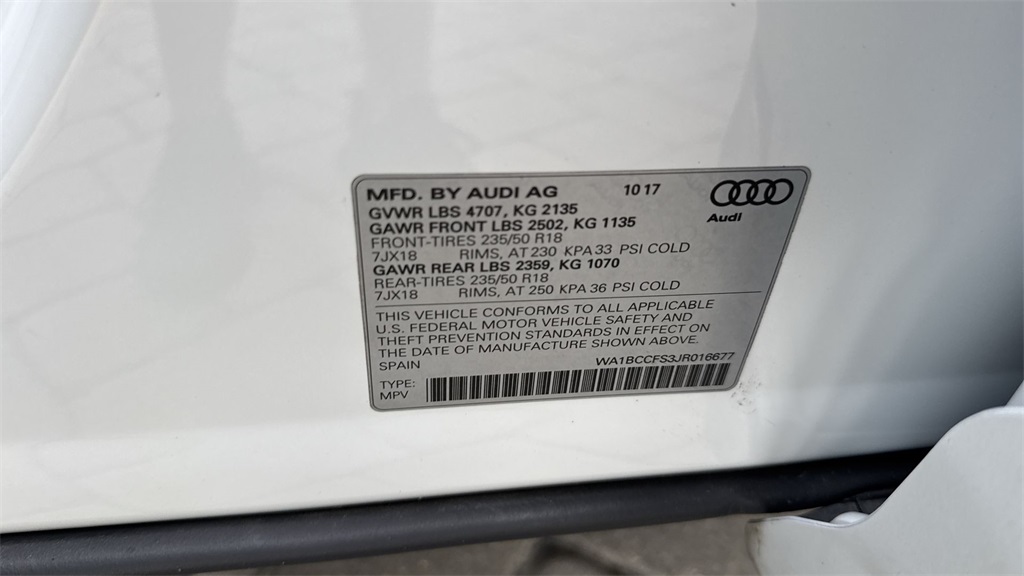 MFD. BY AUDI AG 10 17
Audi
GVWR LBS 4707, KG 2135
GAWR FRONT LBS 2502, KG 1135
FRONT-TIRES 235/50 R18
7JX18 RIMS, AT 230 KPA 33 PSI COLD
GAWR REAR LBS 2359, KG 1070
REAR-TIRES 235/50 R18
7JX18 RIMS, AT 250 KPA 36 PSI COLD
THIS VEHICLE CONFORMS TO ALL APPLICABLE
U.S. FEDERAL MOTOR VEHICLE SAFETY AND
THEFT PREVENTION STANDARDS IN EFFECT ON
THE DATE OF MANUFACTURE SHOWN ABOVE.
SPAIN WA1BCCFS3JR016677
TYPE:
MPV